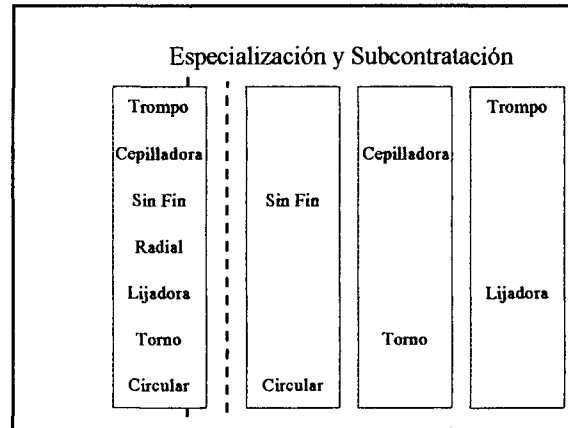 Especialización y Subcontratación
Trompo
Cepilladora
Sin Fin
Radial
Lijadora
Torno
Circular
Sin Fin
Circular
Cepilladora
Torno
Trompo
Lijadora